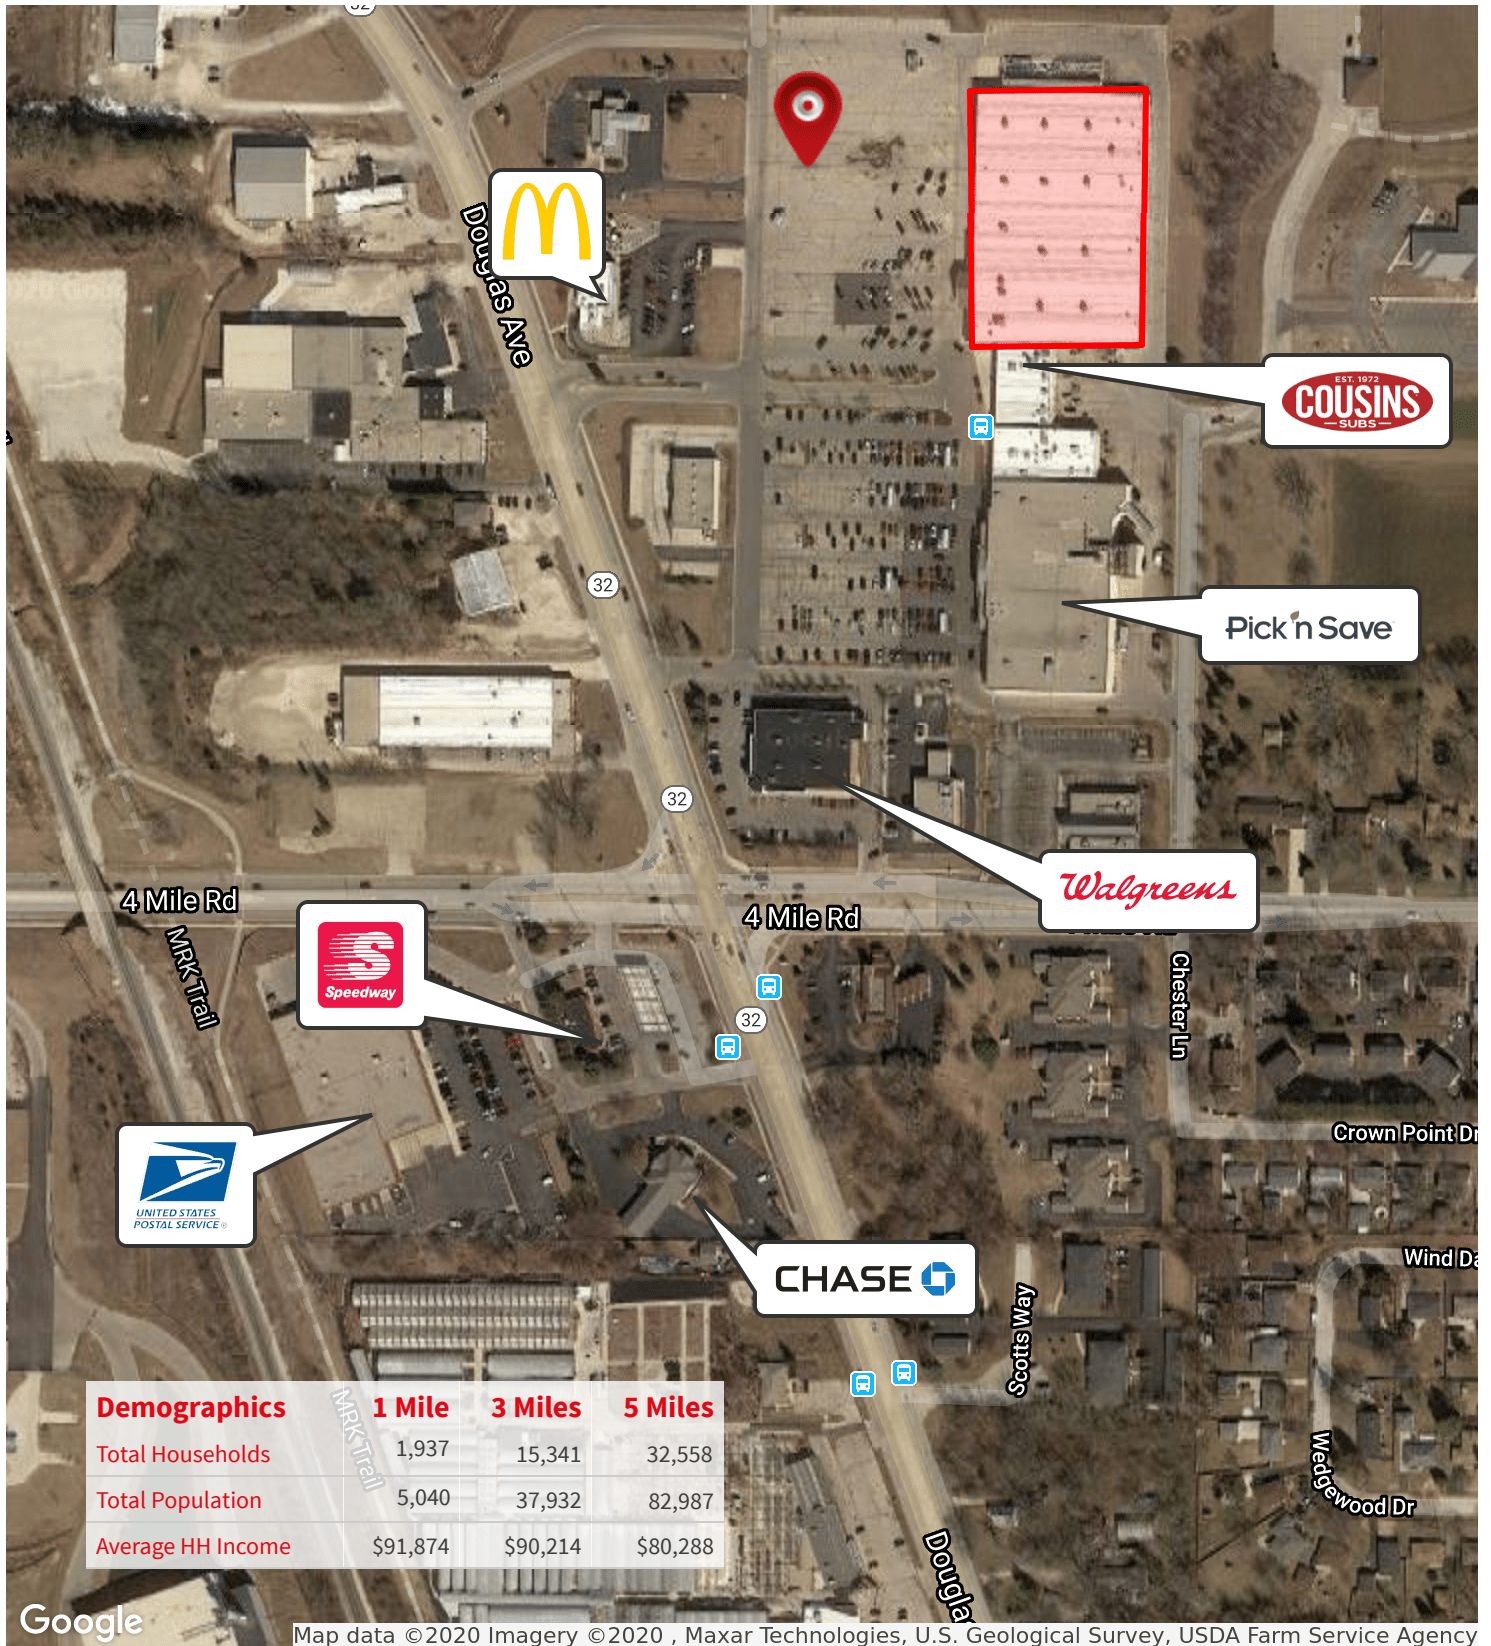 32
Douglas Ave
EST. 1972
COUSINS
SUBS
32
Pick 'n Save
32
Walgreens
4 Mile Rd
4 Mile Rd
MRK Trail
S
Speedway
Chester Ln
32
Crown Point Dr
UNITED STATES
POSTAL SERVICE®
CHASE
Wind Da
Scotts Way
MRK Trail
Demographics 1 Mile 3 Miles 5 Miles
Total Households 1,937 15,341 32,558
Total Population 5,040 37,932 82,987
Average HH Income $91,874 $90,214 $80,288
Wedgewood Dr
Dougla
Google
Map data ©2020 Imagery ©2020 , Maxar Technologies, U.S. Geological Survey, USDA Farm Service Agency